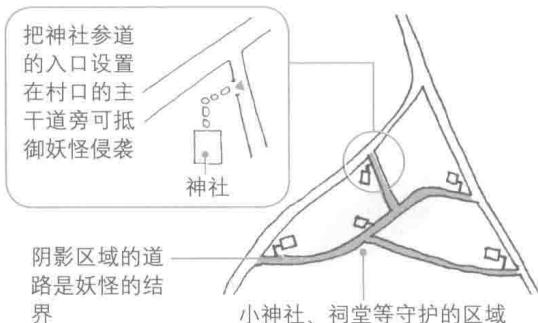 把神社参道
的入口设置
在村口的主
干道旁可抵
御妖怪侵袭
神社
阴影区域的道
路是妖怪的结
界
小神社、祠堂等守护的区域